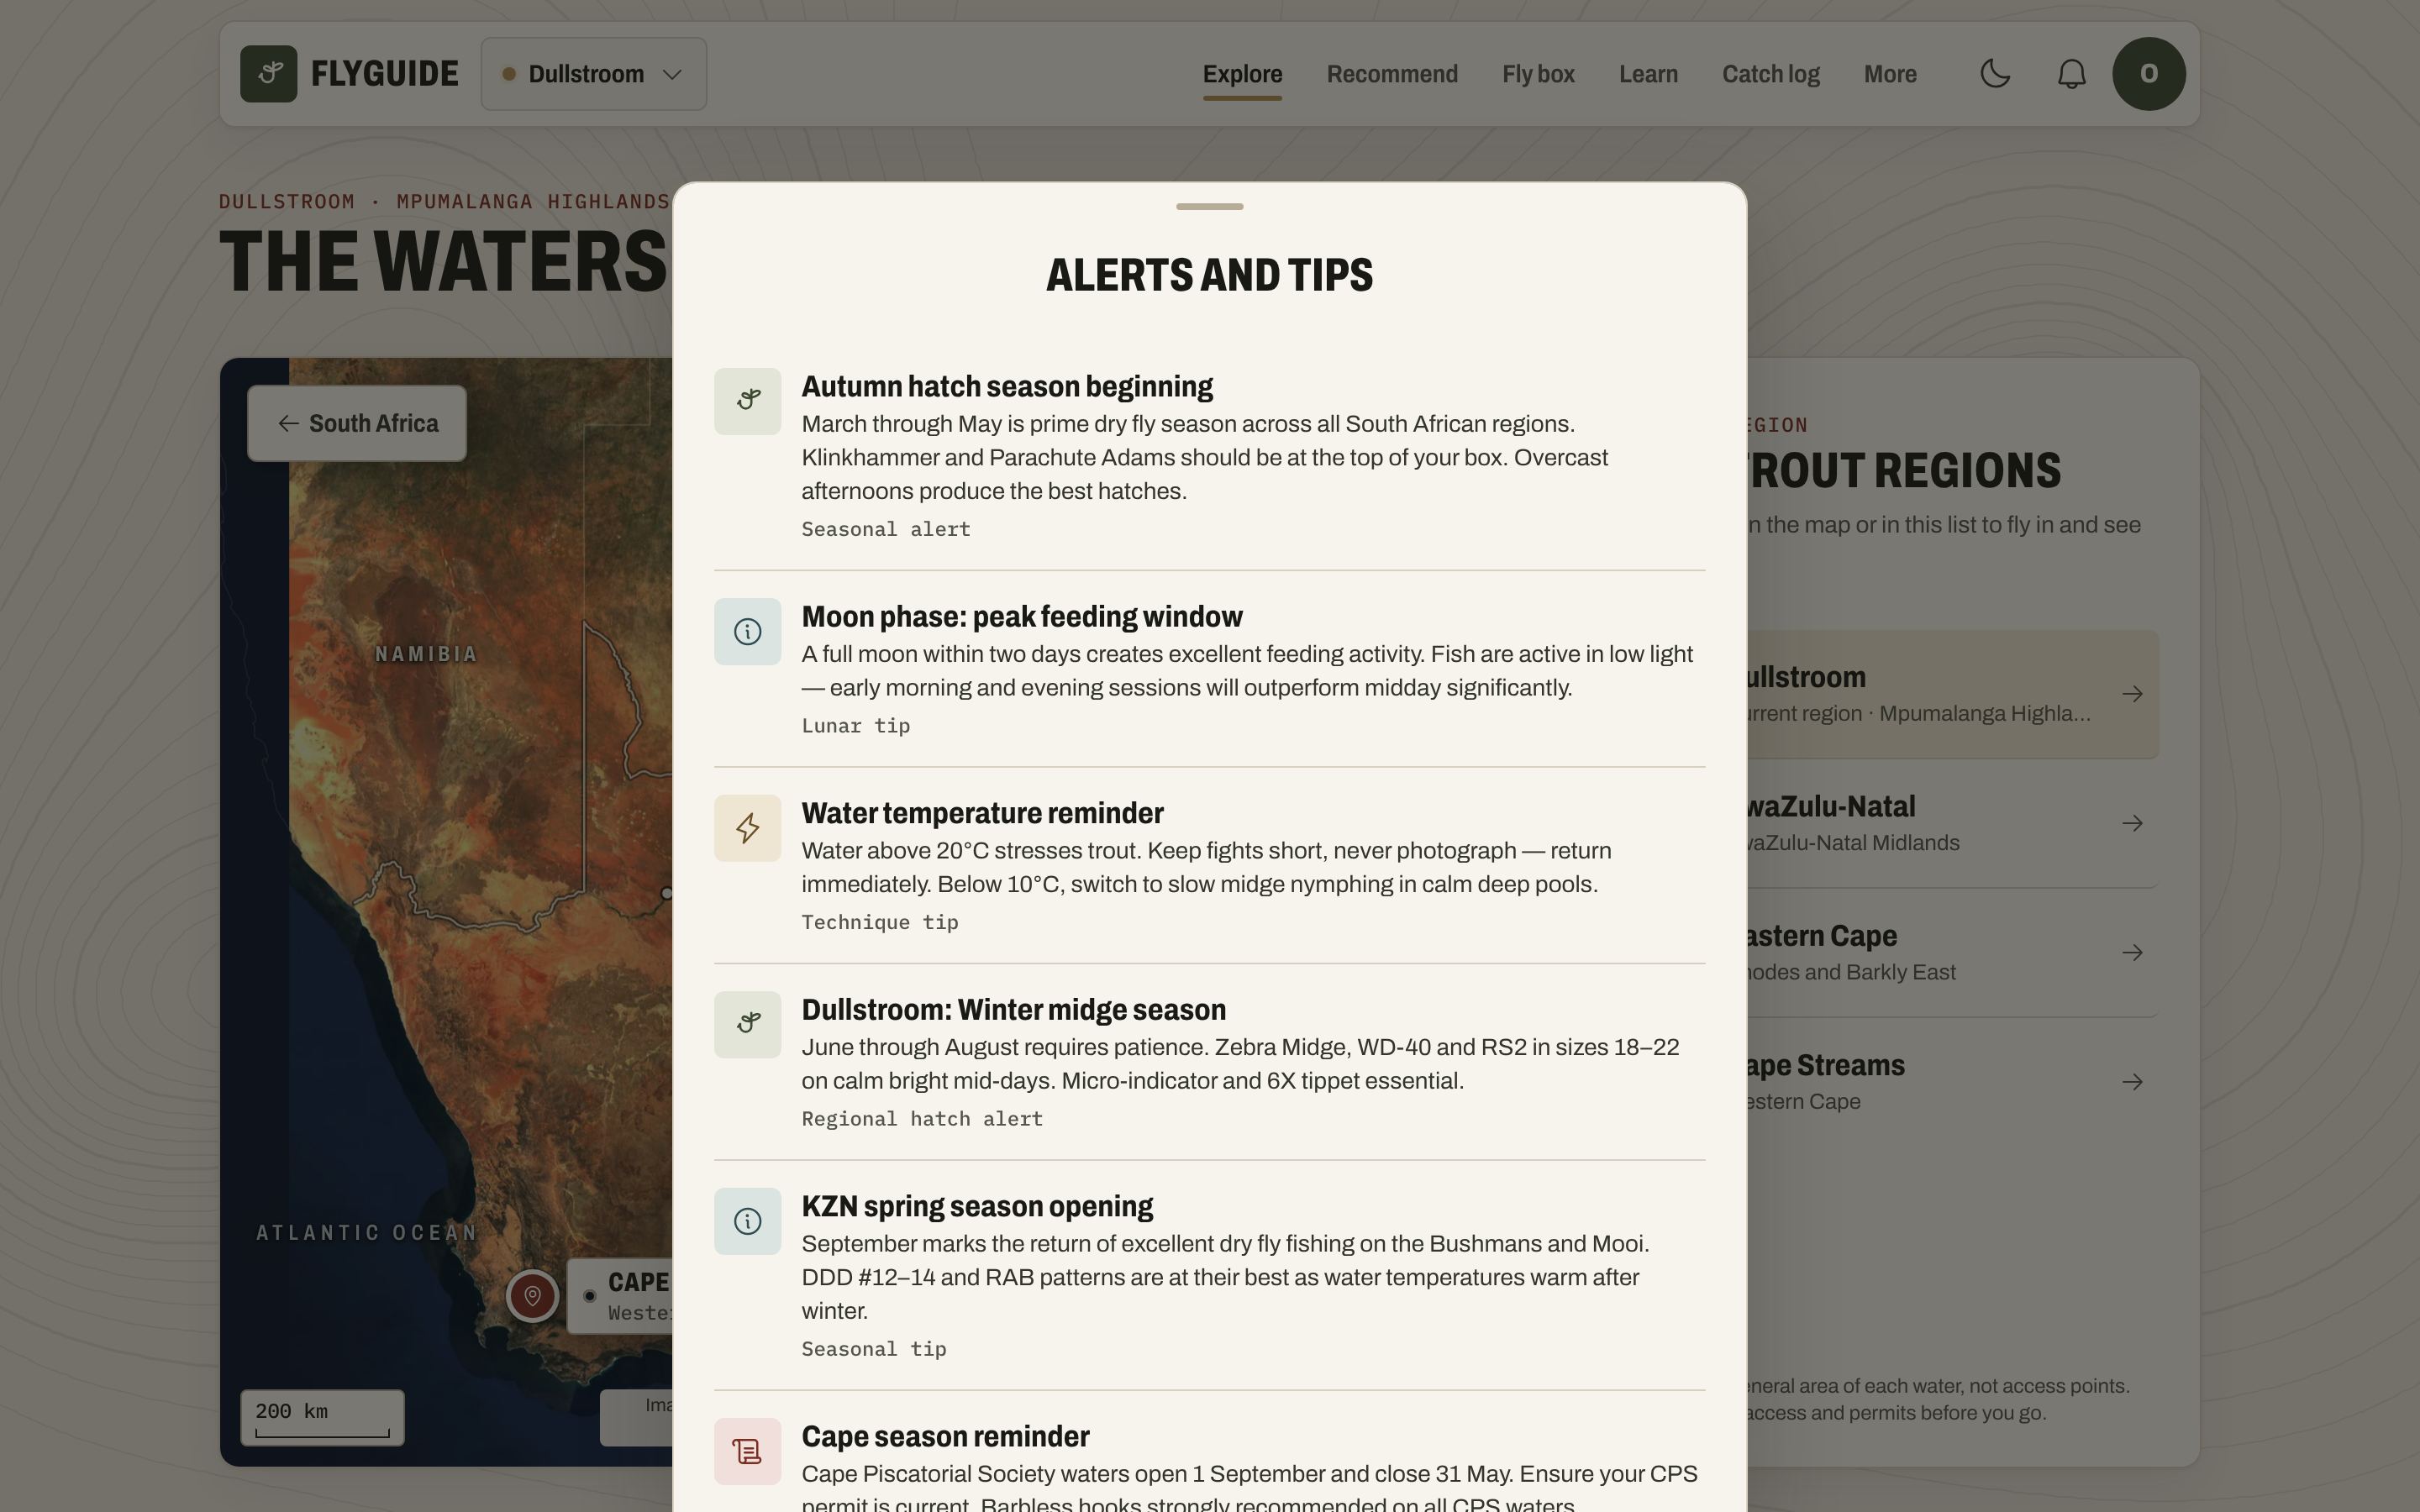 FLYGUIDE
Dullstroom
Explore
Recommend
Fly box
Learn
Catch log
More
O
DULLSTROOM · MPUMALANGA HIGHLANDS
THE WATERS
South Africa
NAMIBIA
ATLANTIC OCEAN
CAPE
200 km
ALERTS AND TIPS
Autumn hatch season beginning
March through May is prime dry fly season across all South African regions.
Klinkhammer and Parachute Adams should be at the top of your box. Overcast
afternoons produce the best hatches.
Seasonal alert
Moon phase: peak feeding window
A full moon within two days creates excellent feeding activity. Fish are active in low light
— early morning and evening sessions will outperform midday significantly.
Lunar tip
Water temperature reminder
Water above 20°C stresses trout. Keep fights short, never photograph — return
immediately. Below 10°C, switch to slow midge nymphing in calm deep pools.
Technique tip
Dullstroom: Winter midge season
June through August requires patience. Zebra Midge, WD-40 and RS2 in sizes 18–22
on calm bright mid-days. Micro-indicator and 6X tippet essential.
Regional hatch alert
KZN spring season opening
September marks the return of excellent dry fly fishing on the Bushmans and Mooi.
DDD #12–14 and RAB patterns are at their best as water temperatures warm after
winter.
Seasonal tip
Cape season reminder
Cape Piscatorial Society waters open 1 September and close 31 May. Ensure your CPS
permit is current. Barbless hooks strongly recommended on all CPS waters.
REGIONS
the map or in this list to fly in and see
region · Mpumalanga Highla...
Midlands
Cape
and Barkly East
Streams
Cape
area of each water, not access points.
access and permits before you go.